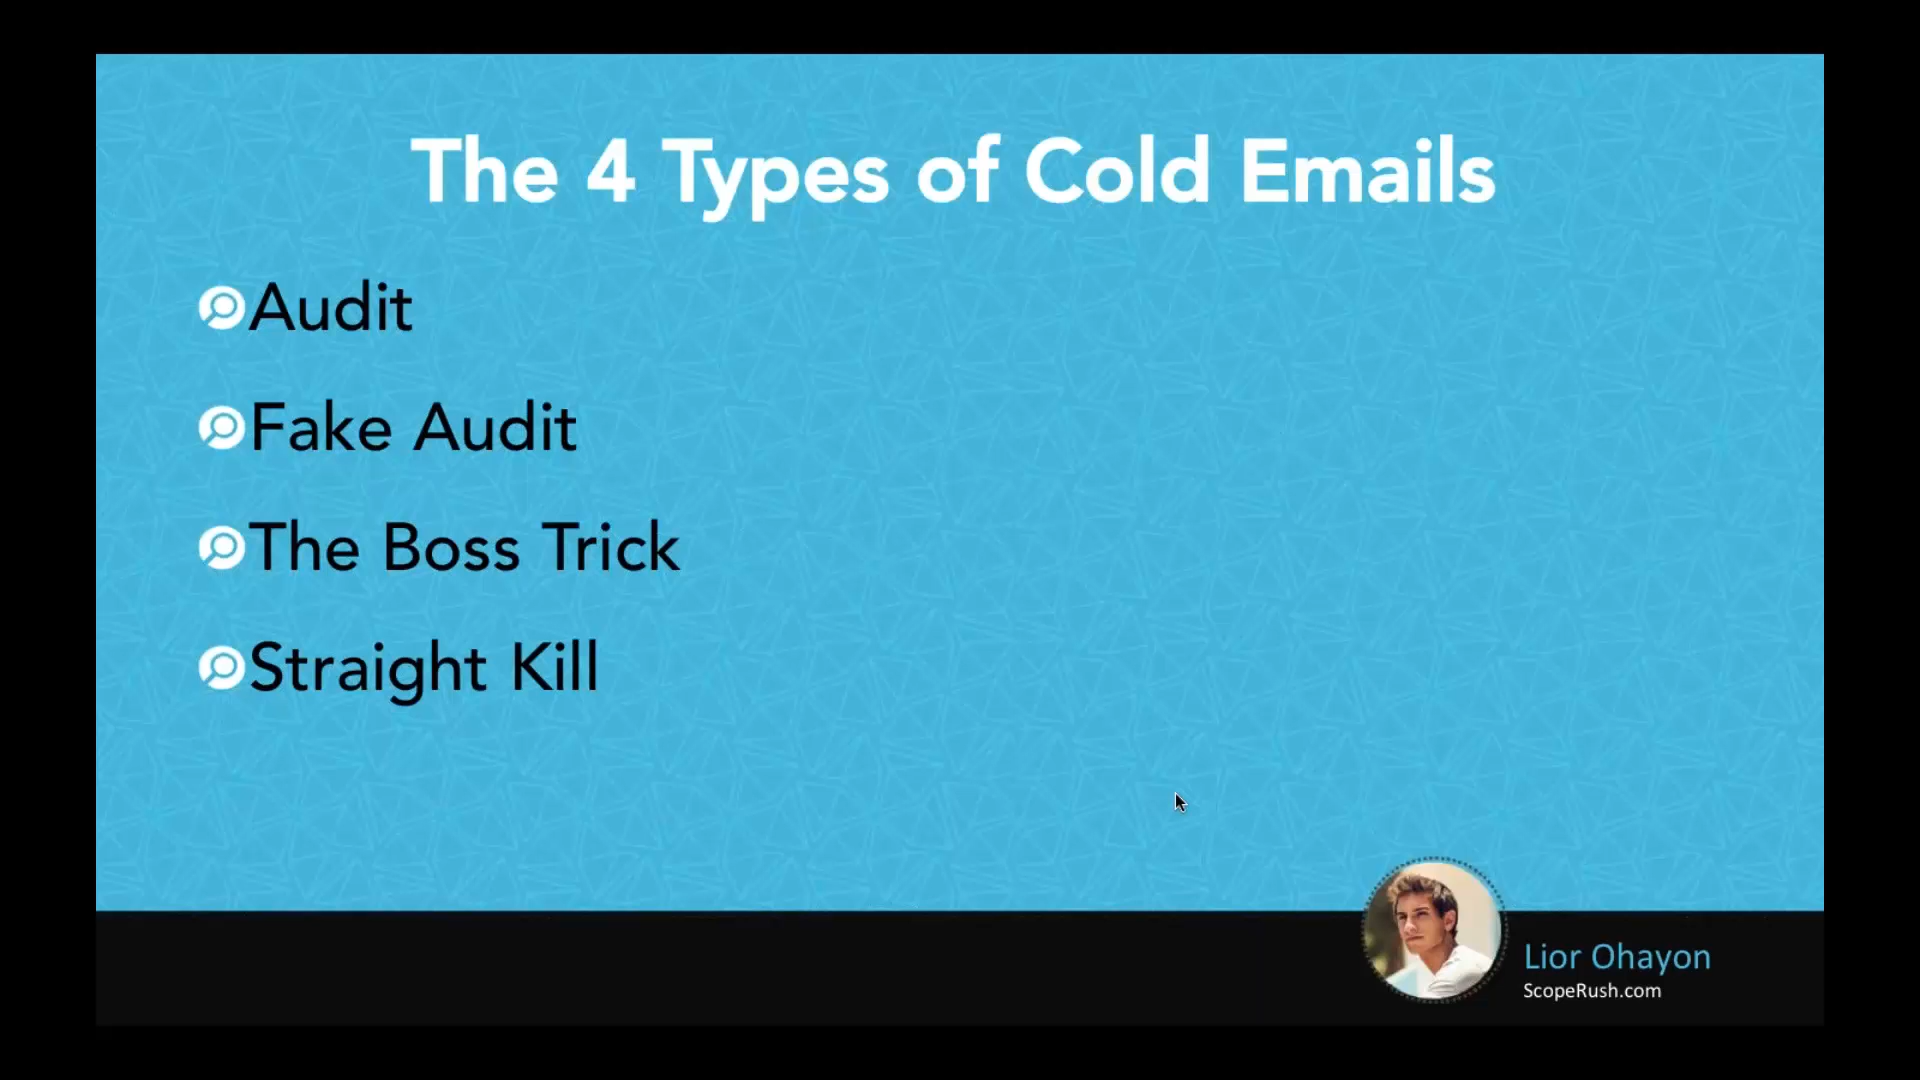 The 4 Types of Cold Emails
Audit
Fake Audit
The Boss Trick
Straight Kill
Lior Ohayon
ScopeRush.com